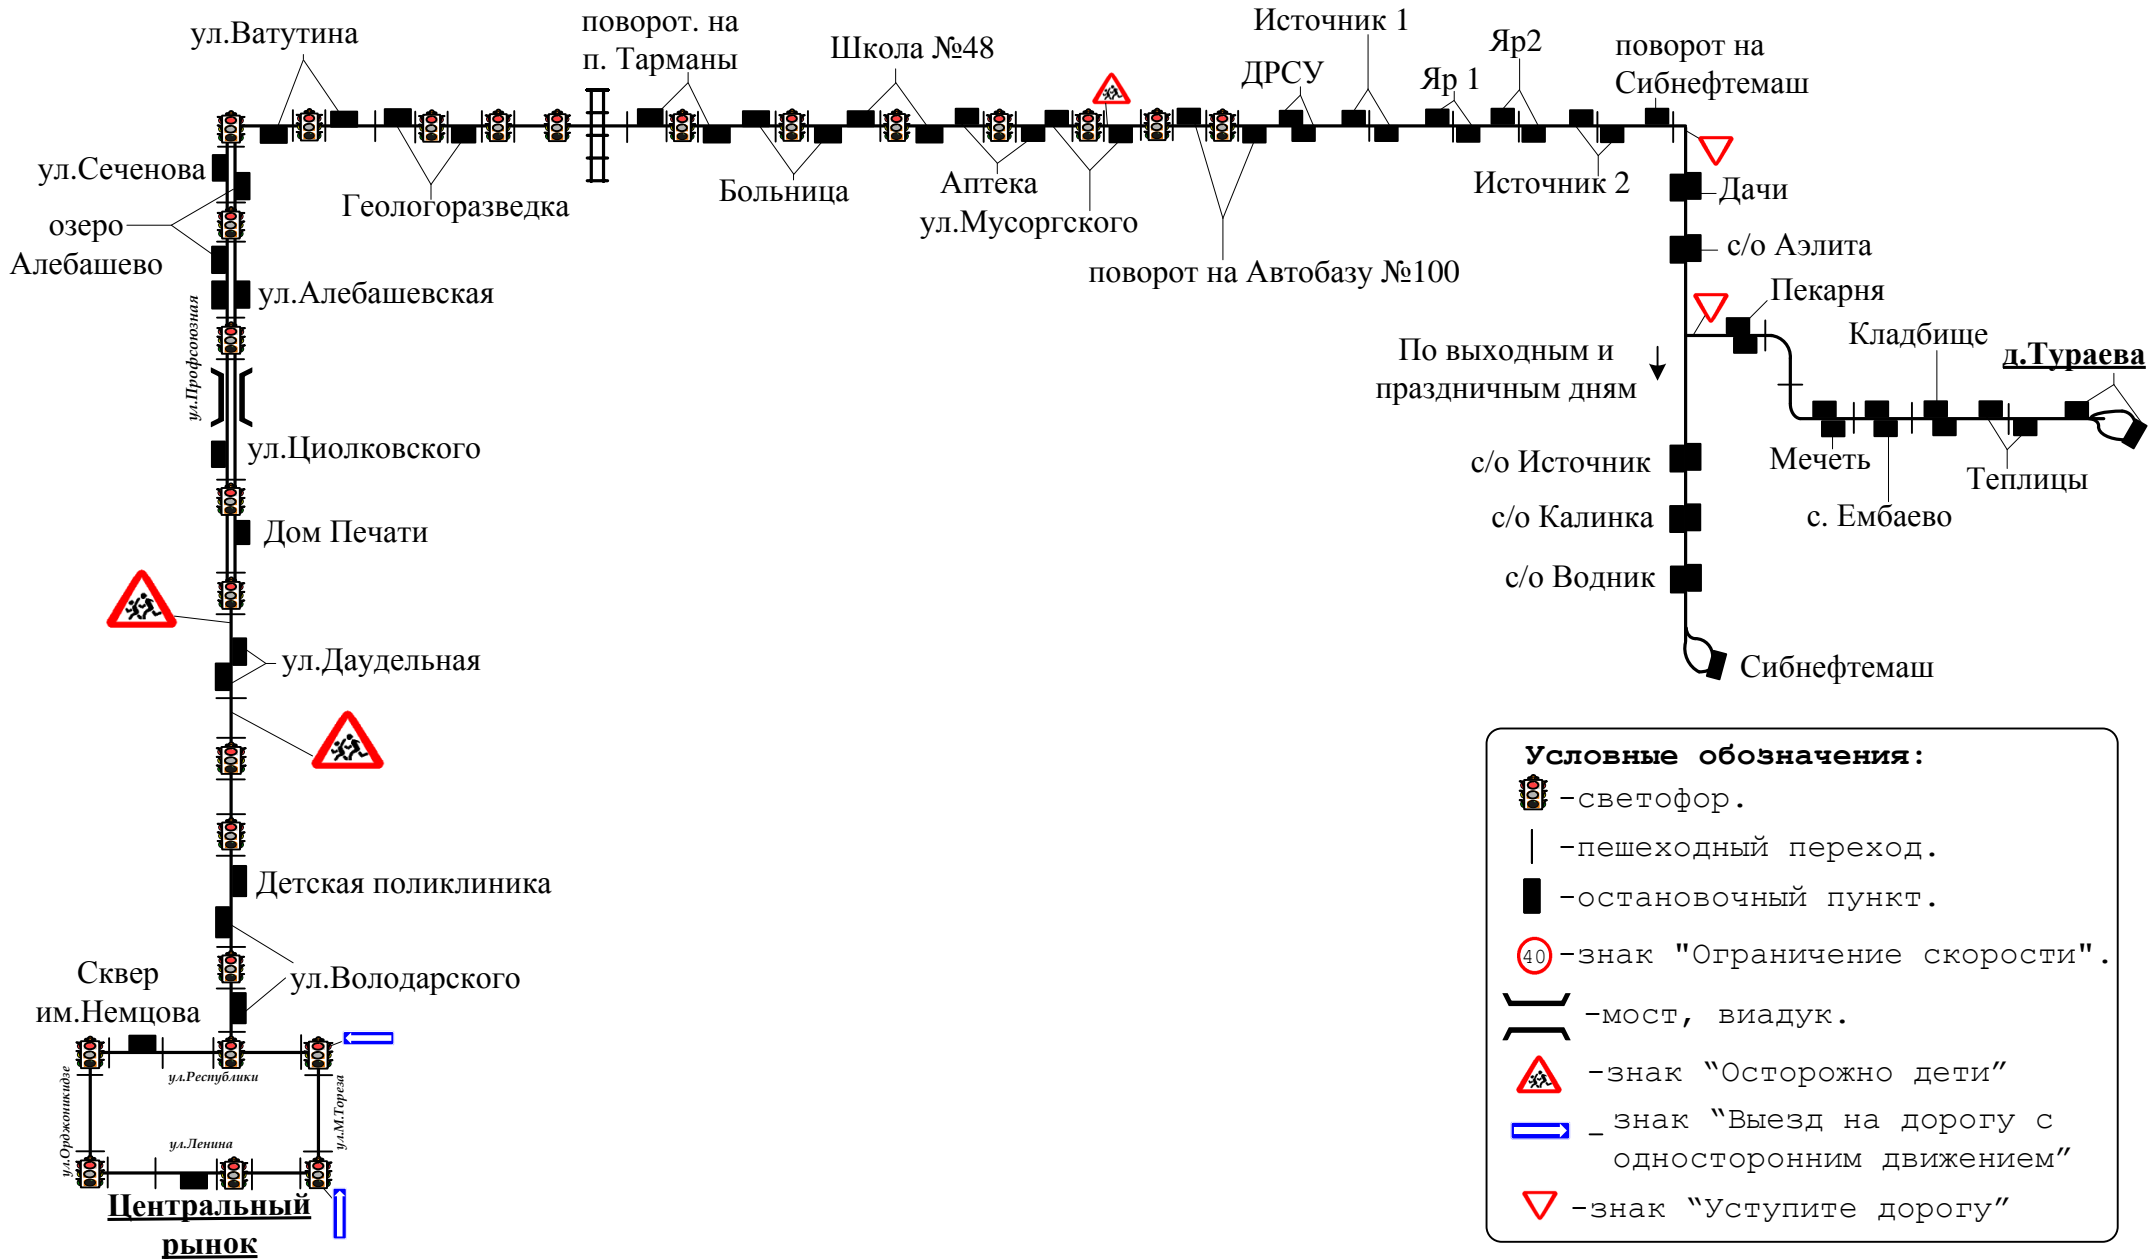 ул.Ватутина
поворот. на
п. Тарманы
Школа №48
Источник 1
ДРСУ
Яр 1
Яр2
поворот на
Сибнефтемаш
ул.Сеченова
озеро
Алебашево
Геологоразведка
Больница
Аптека
ул.Мусоргского
поворот на Автобазу №100
Источник 2
Дачи
с/о Аэлита
ул.Алебашевская
ул.Профсоюзная
Пекарня
Кладбище
д.Тураева
По выходным и
праздничным дням
ул.Циолковского
с/о Источник
Мечеть
Теплицы
с/о Калинка
с. Ембаево
Дом Печати
с/о Водник
ул.Даудельная
Сибнефтемаш
Детская поликлиника
Сквер
им.Немцова
ул.Володарского
ул.Республики
ул.Орджоникидзе
ул.М.Тореза
ул.Ленина
Центральный
рынок
Условные обозначения:
-светофор.
-пешеходный переход.
-остановочный пункт.
40 -знак "Ограничение скорости".
-мост, виадук.
-знак “Осторожно дети”
- знак “Выезд на дорогу с
односторонним движением”
-знак “Уступите дорогу”